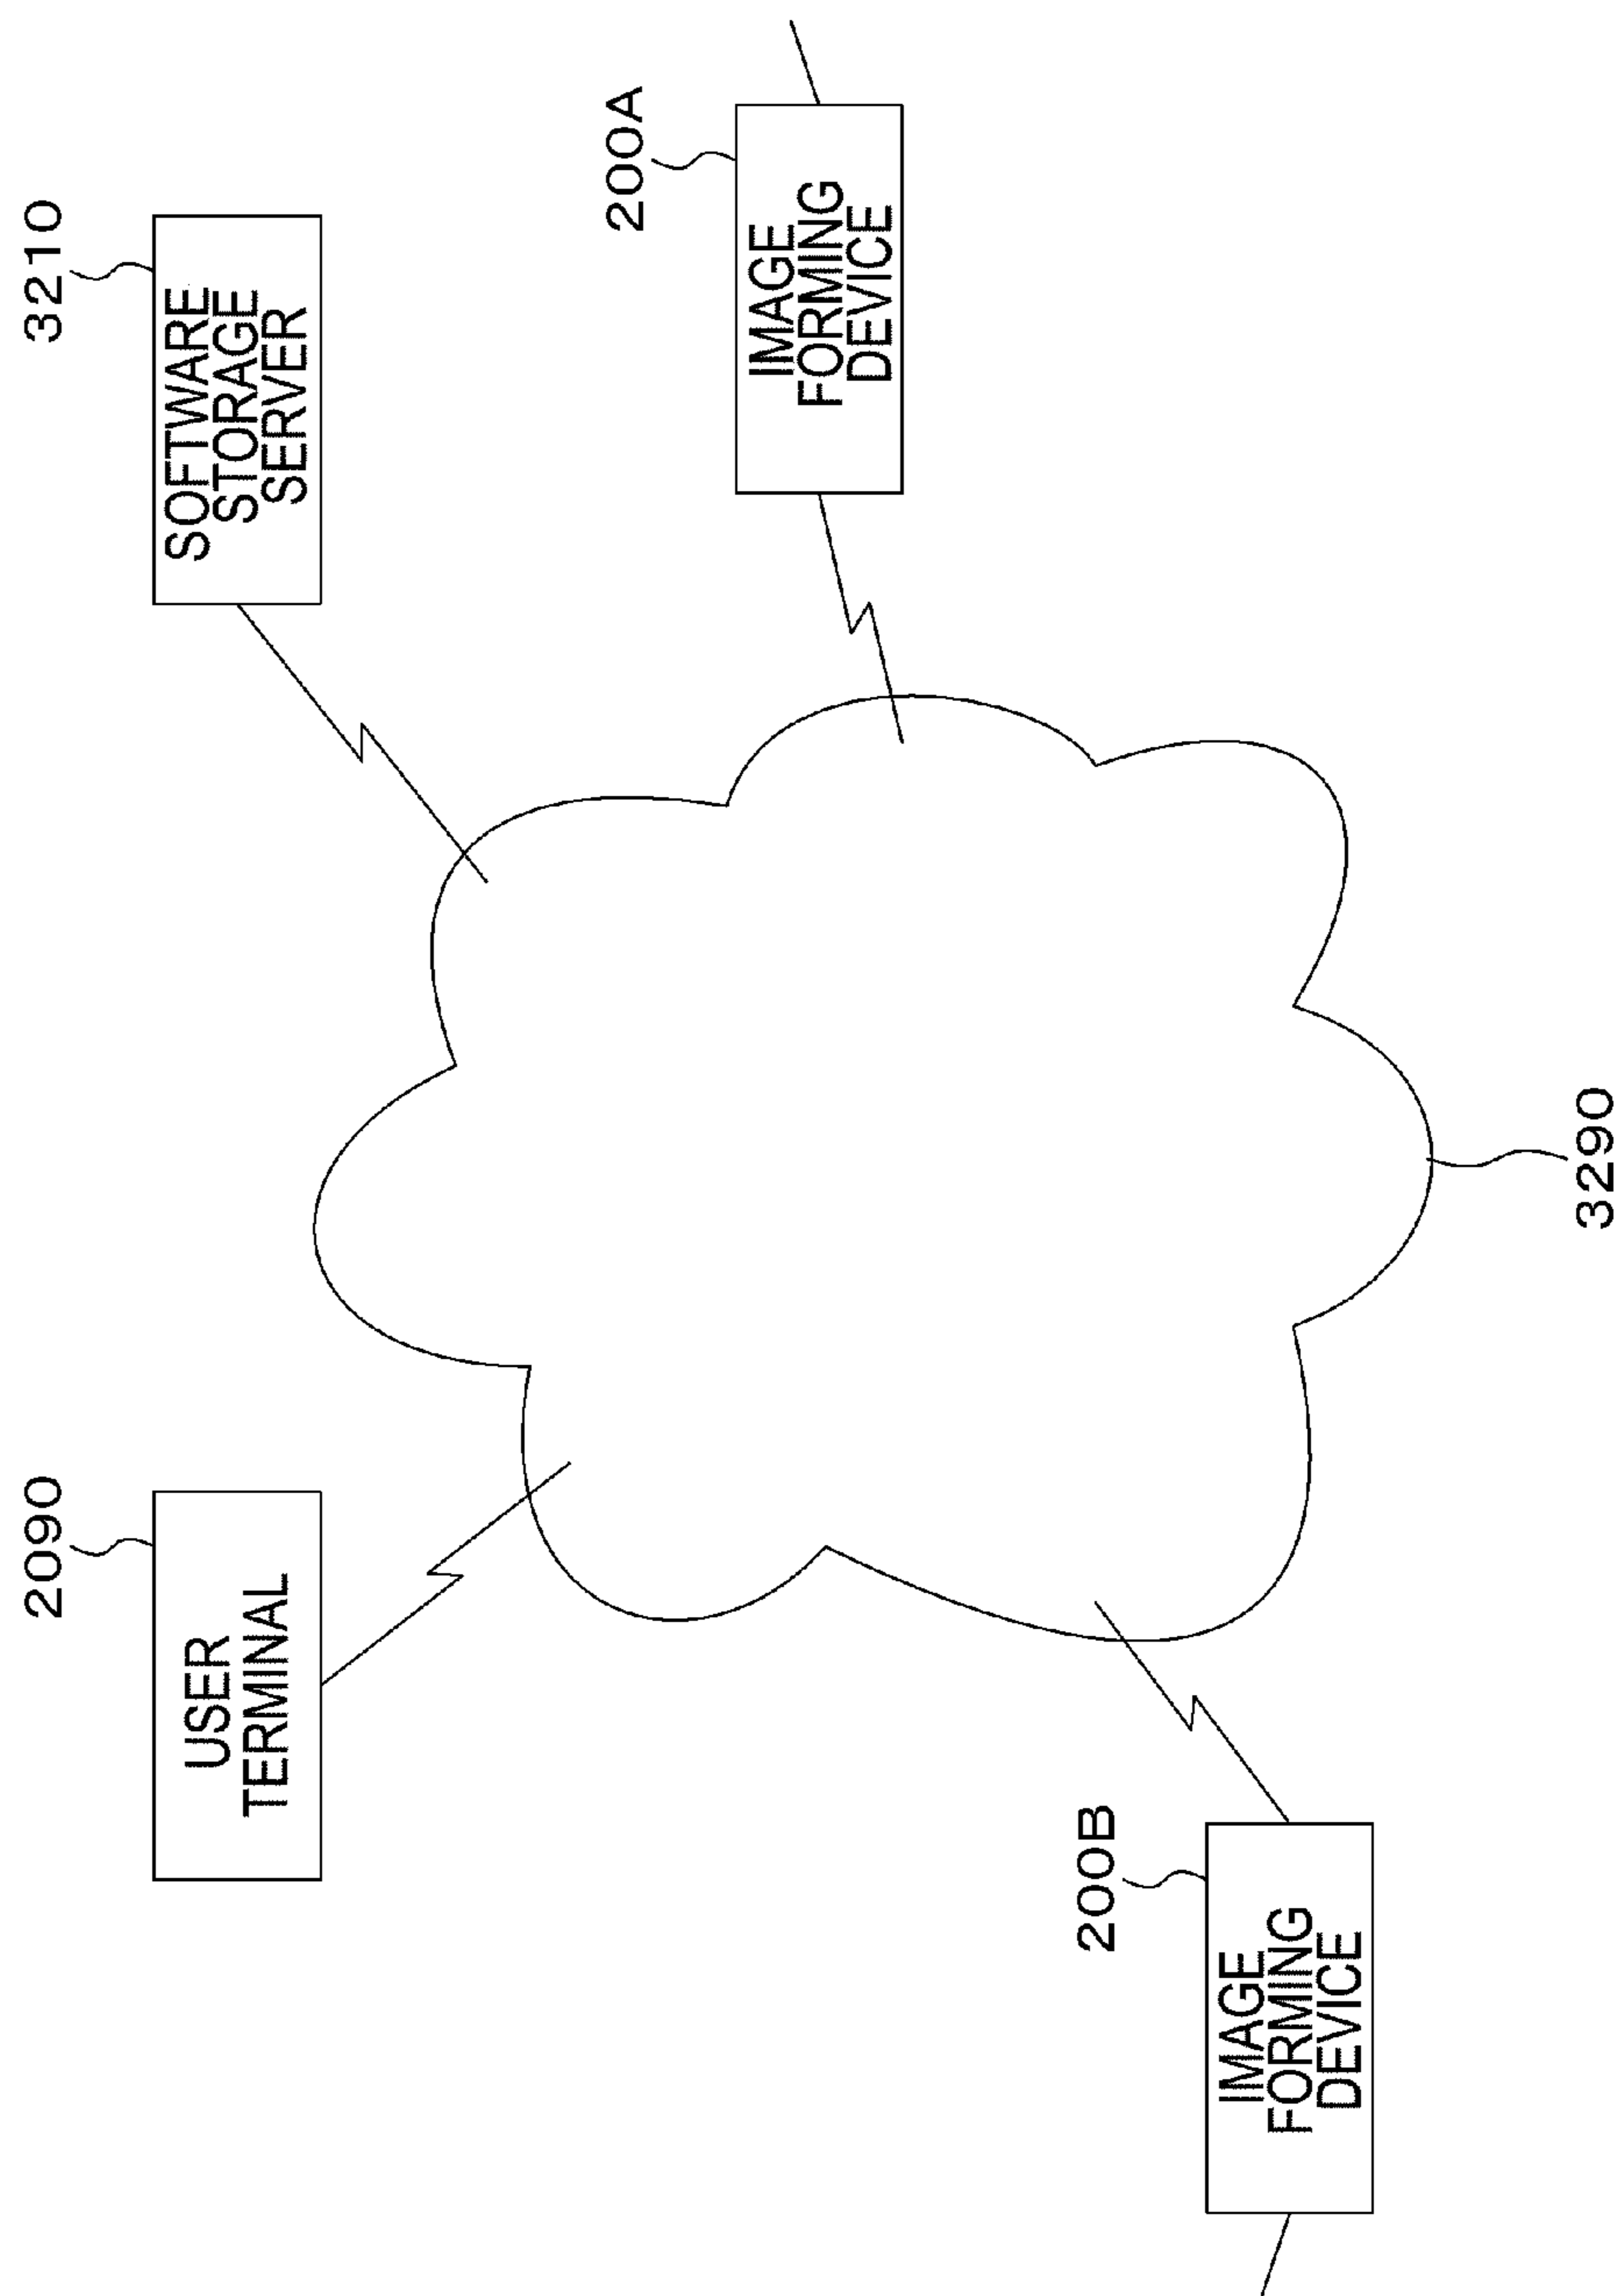 2090
USER
TERMINAL
3210
SOFTWARE
STORAGE
SERVER
200A
IMAGE
FORMING
DEVICE
200B
IMAGE
FORMING
DEVICE
3290